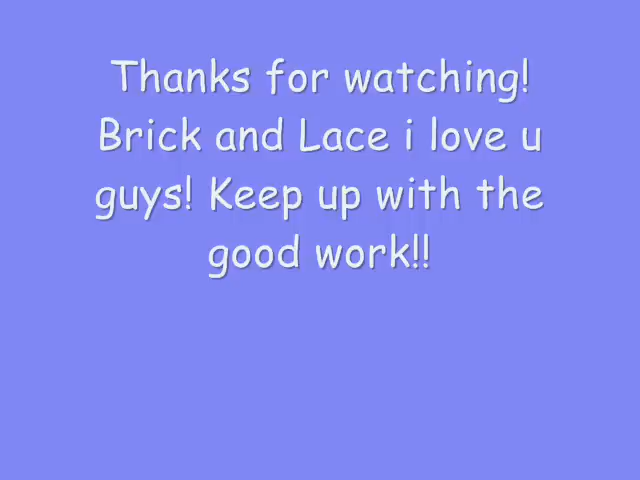 Thanks for watching!
Brick and Lace i love u
guys! Keep up with the
good work!!